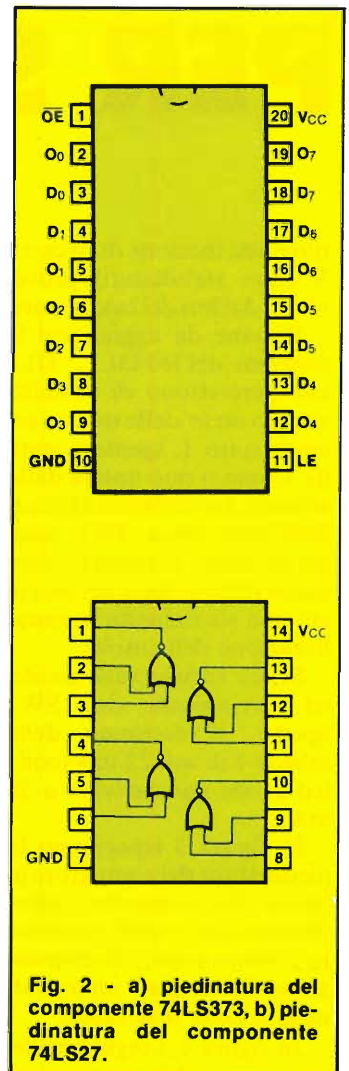 OE 1 20 VCC
O0 2 19 O7
D0 3 18 D7
D1 4 17 D6
O1 5 16 O6
O2 6 15 O5
D2 7 14 D5
D3 8 13 D4
O3 9 12 O4
GND 10 11 LE
1 14 VCC
2 13
3 12
4 11
5 10
6 9
GND 7 8
Fig. 2 - a) piedinatura del
componente 74LS373, b) pie-
dinatura del componente
74LS27.